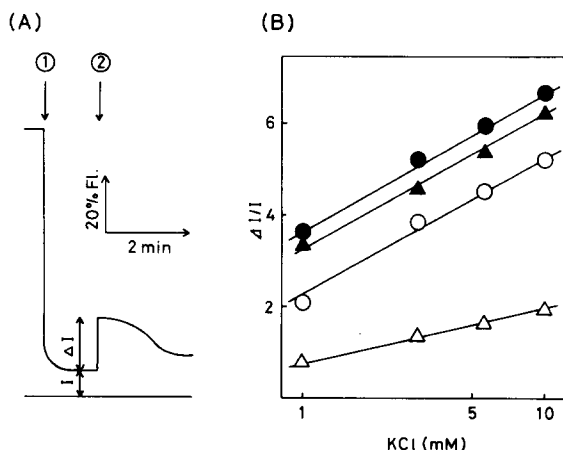 (A)
① ②
20% Fl.
2 min
ΔI
I
(B)
ΔI/I
6
4
2
1 5 10
KCl (mM)